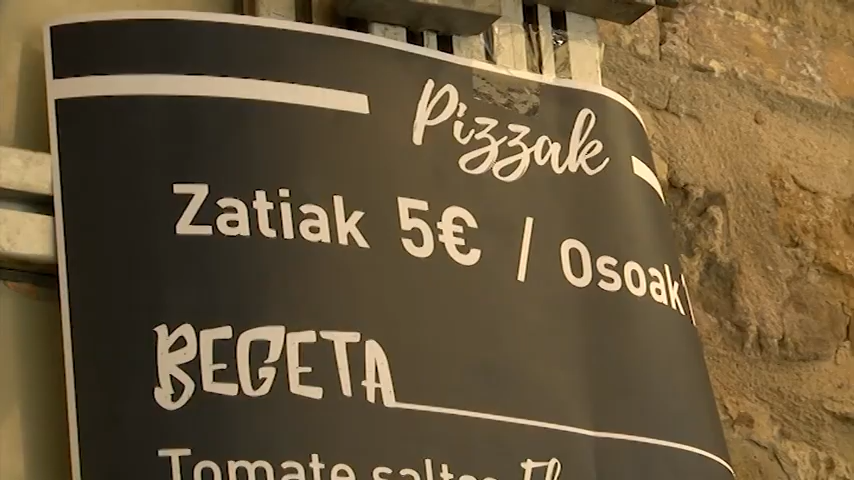 Pizzak
Zatiak 5€ / Osoak
BEGETA
Tomate saltsa